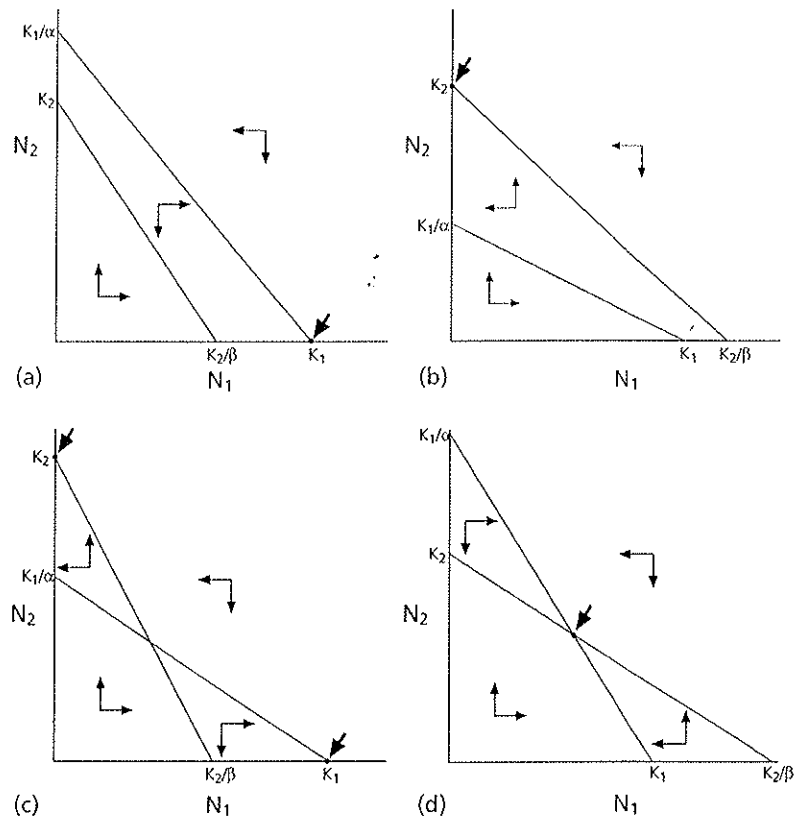 K₁/α
K₂
N₂
K₂/β K₁
(a) N₁
K₂
N₂
K₁/α
K₁ K₂/β
(b) N₁
K₂
K₁/α
N₂
K₂/β K₁
(c) N₁
K₁/α
K₂
N₂
K₁ K₂/β
(d) N₁